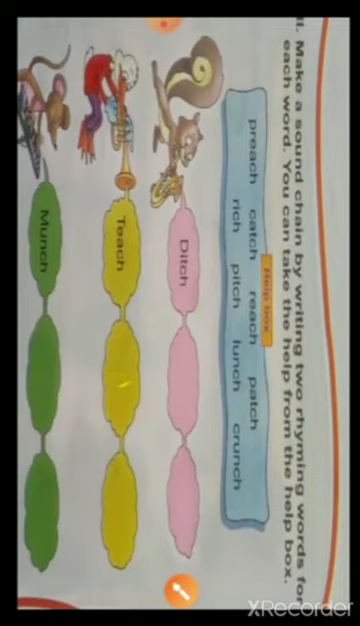 II. Make a sound chain by writing two rhyming words for
each word. You can take the help from the help box.
Help box
preach catch reach patch
rich pitch lunch crunch
Ditch
Teach
Munch
XRecorder